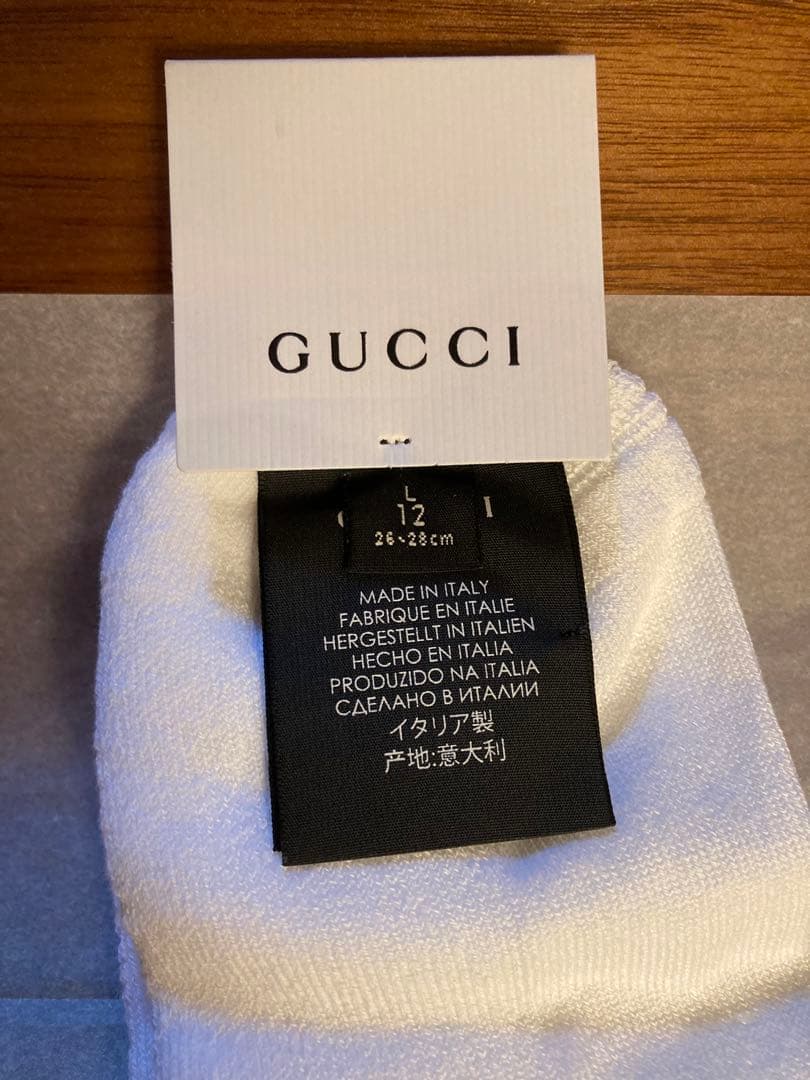 GUCCI
L
12
26-28cm
MADE IN ITALY
FABRIQUE EN ITALIE
HERGESTELLT IN ITALIEN
HECHO EN ITALIA
PRODUZIDO NA ITALIA
СДЕЛАНО В ИТАЛИИ
イタリア製
产地:意大利